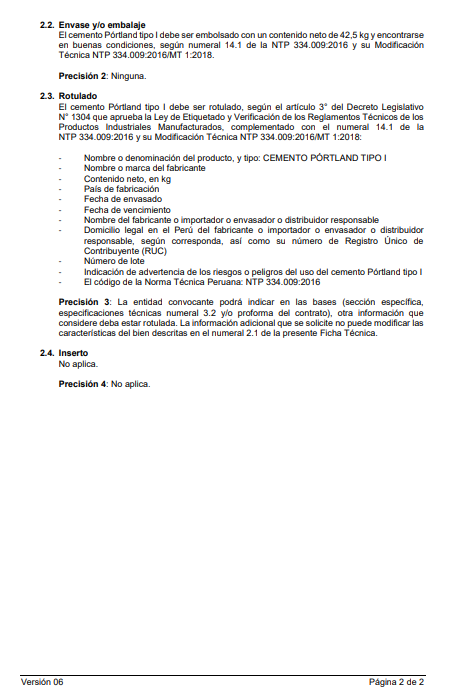 2.2. Envase y/o embalaje
El cemento Pórtland tipo I debe ser embolsado con un contenido neto de 42,5 kg y encontrarse
en buenas condiciones, según numeral 14.1 de la NTP 334.009:2016 y su Modificación
Técnica NTP 334.009:2016/MT 1:2018.
Precisión 2: Ninguna.
2.3. Rotulado
El cemento Pórtland tipo I debe ser rotulado, según el artículo 3° del Decreto Legislativo
N° 1304 que aprueba la Ley de Etiquetado y Verificación de los Reglamentos Técnicos de los
Productos Industriales Manufacturados, complementado con el numeral 14.1 de la
NTP 334.009:2016 y su Modificación Técnica NTP 334.009:2016/MT 1:2018:
- Nombre o denominación del producto, y tipo: CEMENTO PÓRTLAND TIPO I
- Nombre o marca del fabricante
- Contenido neto, en kg
- País de fabricación
- Fecha de envasado
- Fecha de vencimiento
- Nombre del fabricante o importador o envasador o distribuidor responsable
- Domicilio legal en el Perú del fabricante o importador o envasador o distribuidor
responsable, según corresponda, así como su número de Registro Único de
Contribuyente (RUC)
- Número de lote
- Indicación de advertencia de los riesgos o peligros del uso del cemento Pórtland tipo I
- El código de la Norma Técnica Peruana: NTP 334.009:2016
Precisión 3: La entidad convocante podrá indicar en las bases (sección específica,
especificaciones técnicas numeral 3.2 y/o proforma del contrato), otra información que
considere deba estar rotulada. La información adicional que se solicite no puede modificar las
características del bien descritas en el numeral 2.1 de la presente Ficha Técnica.
2.4. Inserto
No aplica.
Precisión 4: No aplica.
Versión 06
Página 2 de 2